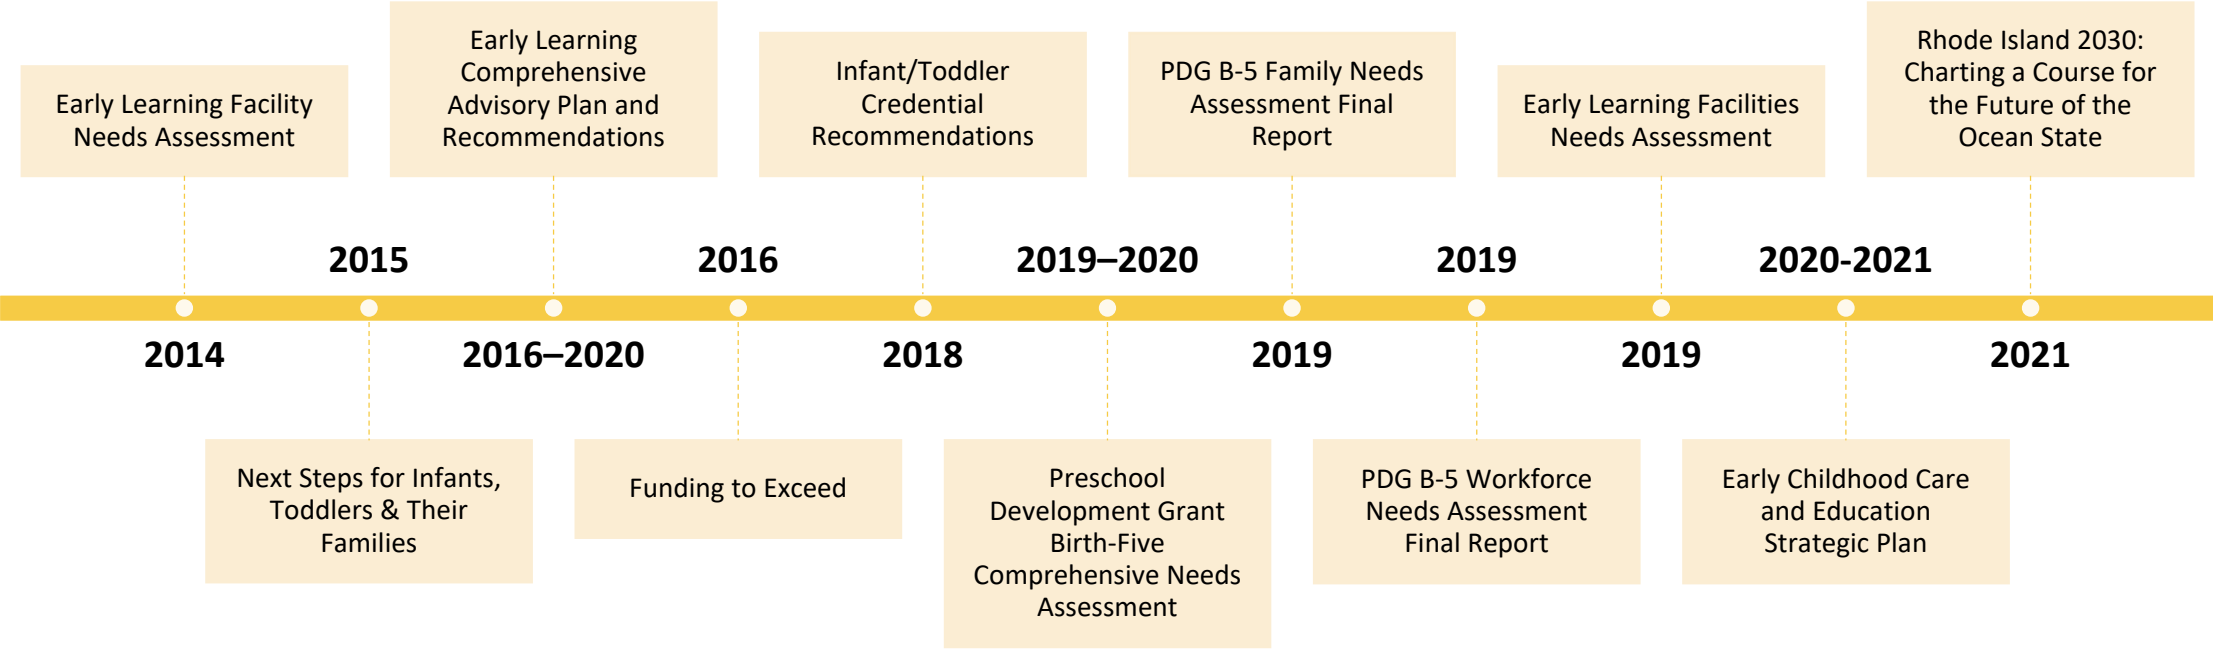 Early Learning Facility
Needs Assessment
Early Learning
Comprehensive
Advisory Plan and
Recommendations
Infant/Toddler
Credential
Recommendations
PDG B-5 Family Needs
Assessment Final
Report
Early Learning Facilities
Needs Assessment
Rhode Island 2030:
Charting a Course for
the Future of the
Ocean State
2015
2016
2019–2020
2019
2020-2021
2014
2016–2020
2018
2019
2019
2021
Next Steps for Infants,
Toddlers & Their
Families
Funding to Exceed
Preschool
Development Grant
Birth-Five
Comprehensive Needs
Assessment
PDG B-5 Workforce
Needs Assessment
Final Report
Early Childhood Care
and Education
Strategic Plan